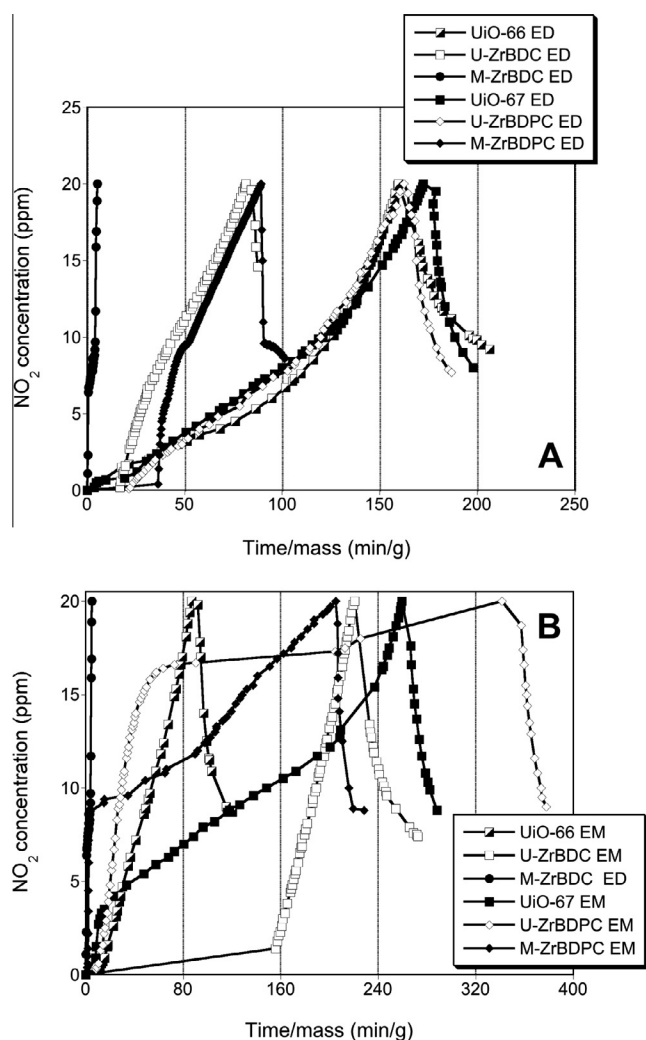 UiO-66 ED
U-ZrBDC ED
M-ZrBDC ED
UiO-67 ED
U-ZrBDPC ED
M-ZrBDPC ED
25
20
15
10
5
0
NO2 concentration (ppm)
A
0 50 100 150 200 250
Time/mass (min/g)
20
15
10
5
0
NO2 concentration (ppm)
B
UiO-66 EM
U-ZrBDC EM
M-ZrBDC ED
UiO-67 EM
U-ZrBDPC EM
M-ZrBDPC EM
0 80 160 240 320 400
Time/mass (min/g)